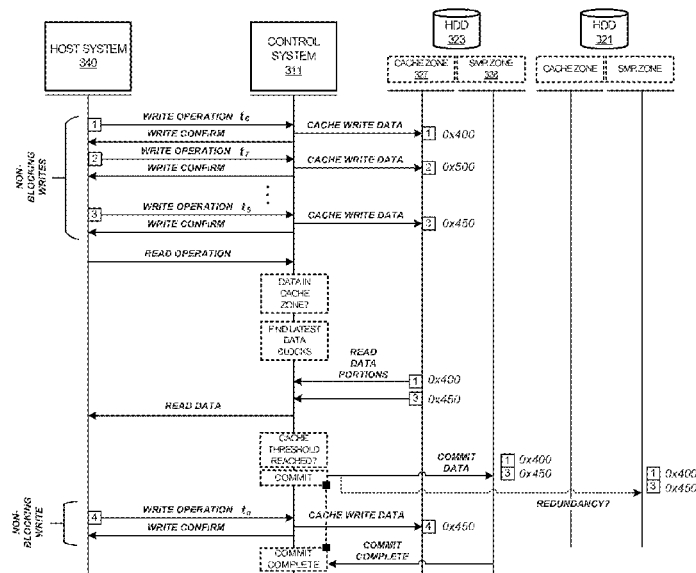 HDD
323
HDD
321
HOST SYSTEM
340
CONTROL
SYSTEM
311
CACHE ZONE
327
SMR ZONE
CACHE ZONE
SMR ZONE
NON-
BLOCKING
WRITES
1
WRITE OPERATION
WRITE CONFIRM
CACHE WRITE DATA
1
0x400
2
WRITE OPERATION
WRITE CONFIRM
CACHE WRITE DATA
2
0x500
3
WRITE OPERATION
WRITE CONFIRM
CACHE WRITE DATA
3
0x450
READ OPERATION
DATA IN
CACHE
ZONE?
FIND LATEST
DATA
BLOCKS
READ
DATA
PORTIONS
1
0x400
3
0x450
READ DATA
CACHE
THRESHOLD
REACHED?
COMMIT
COMMIT
DATA
1
0x400
3
0x450
1
0x400
3
0x450
REDUNDANCY?
NON-
BLOCKING
WRITE
4
WRITE OPERATION
WRITE CONFIRM
CACHE WRITE DATA
4
0x450
COMMIT
COMPLETE
COMMIT
COMPLETE